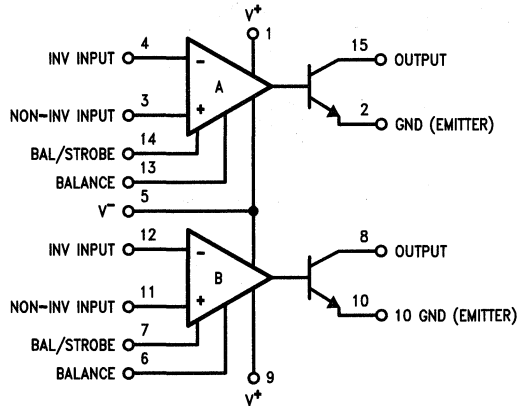 V+
1
4
INV INPUT
-
15
OUTPUT
A
3
NON-INV INPUT
+
2
GND (EMITTER)
14
BAL/STROBE
13
BALANCE
5
V-
12
INV INPUT
-
8
OUTPUT
B
11
NON-INV INPUT
+
10
10 GND (EMITTER)
7
BAL/STROBE
6
BALANCE
9
V+